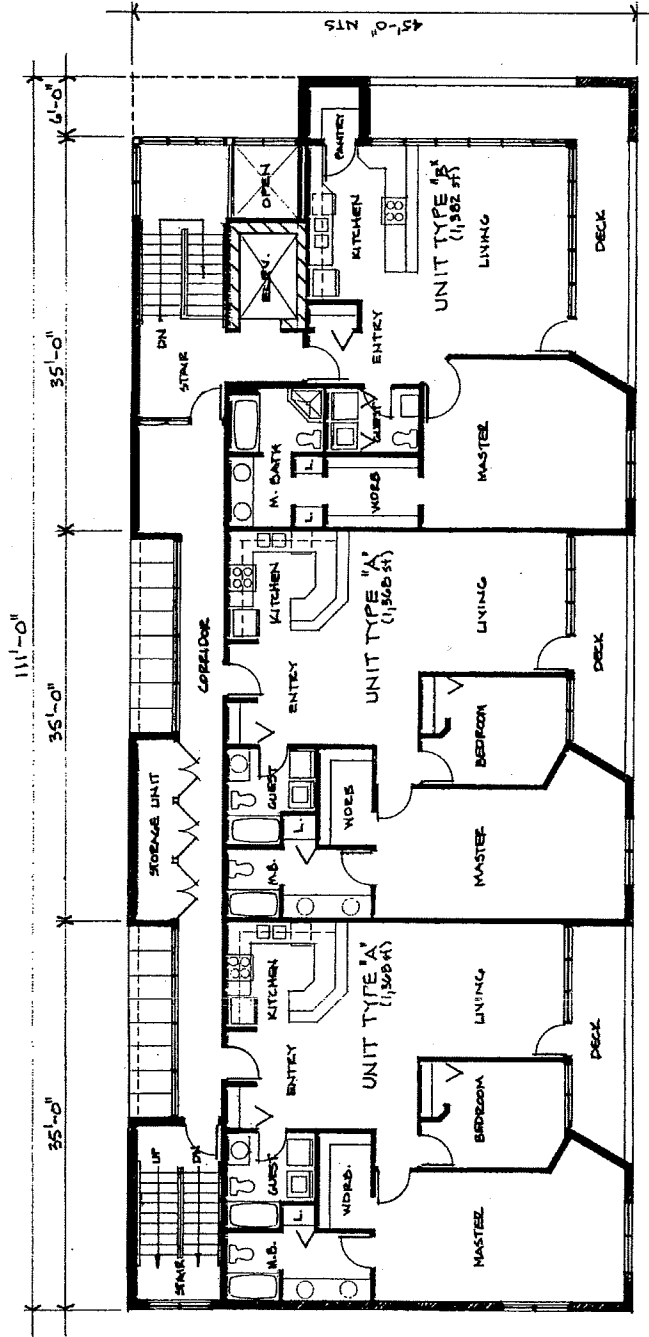 45'-0" NTS
111'-0"
35'-0"
35'-0"
35'-0"
6'-0"
STAIR
UP
DN
STORAGE UNIT
CORRIDOR
STAIR
DN
ELEV.
OPEN
M.B.
GUEST
L.
WDRB.
ENTRY
KITCHEN
UNIT TYPE "A"
(1,368 sf)
MASTER
BEDROOM
LIVING
DECK
M.B.
GUEST
L.
WDRB
ENTRY
KITCHEN
UNIT TYPE "A"
(1,368 sf)
MASTER
BEDROOM
LIVING
DECK
M. BATH
L.
L.
WDRB
GUEST
ENTRY
KITCHEN
PANTRY
UNIT TYPE "B"
(1,382 sf)
MASTER
LIVING
DECK